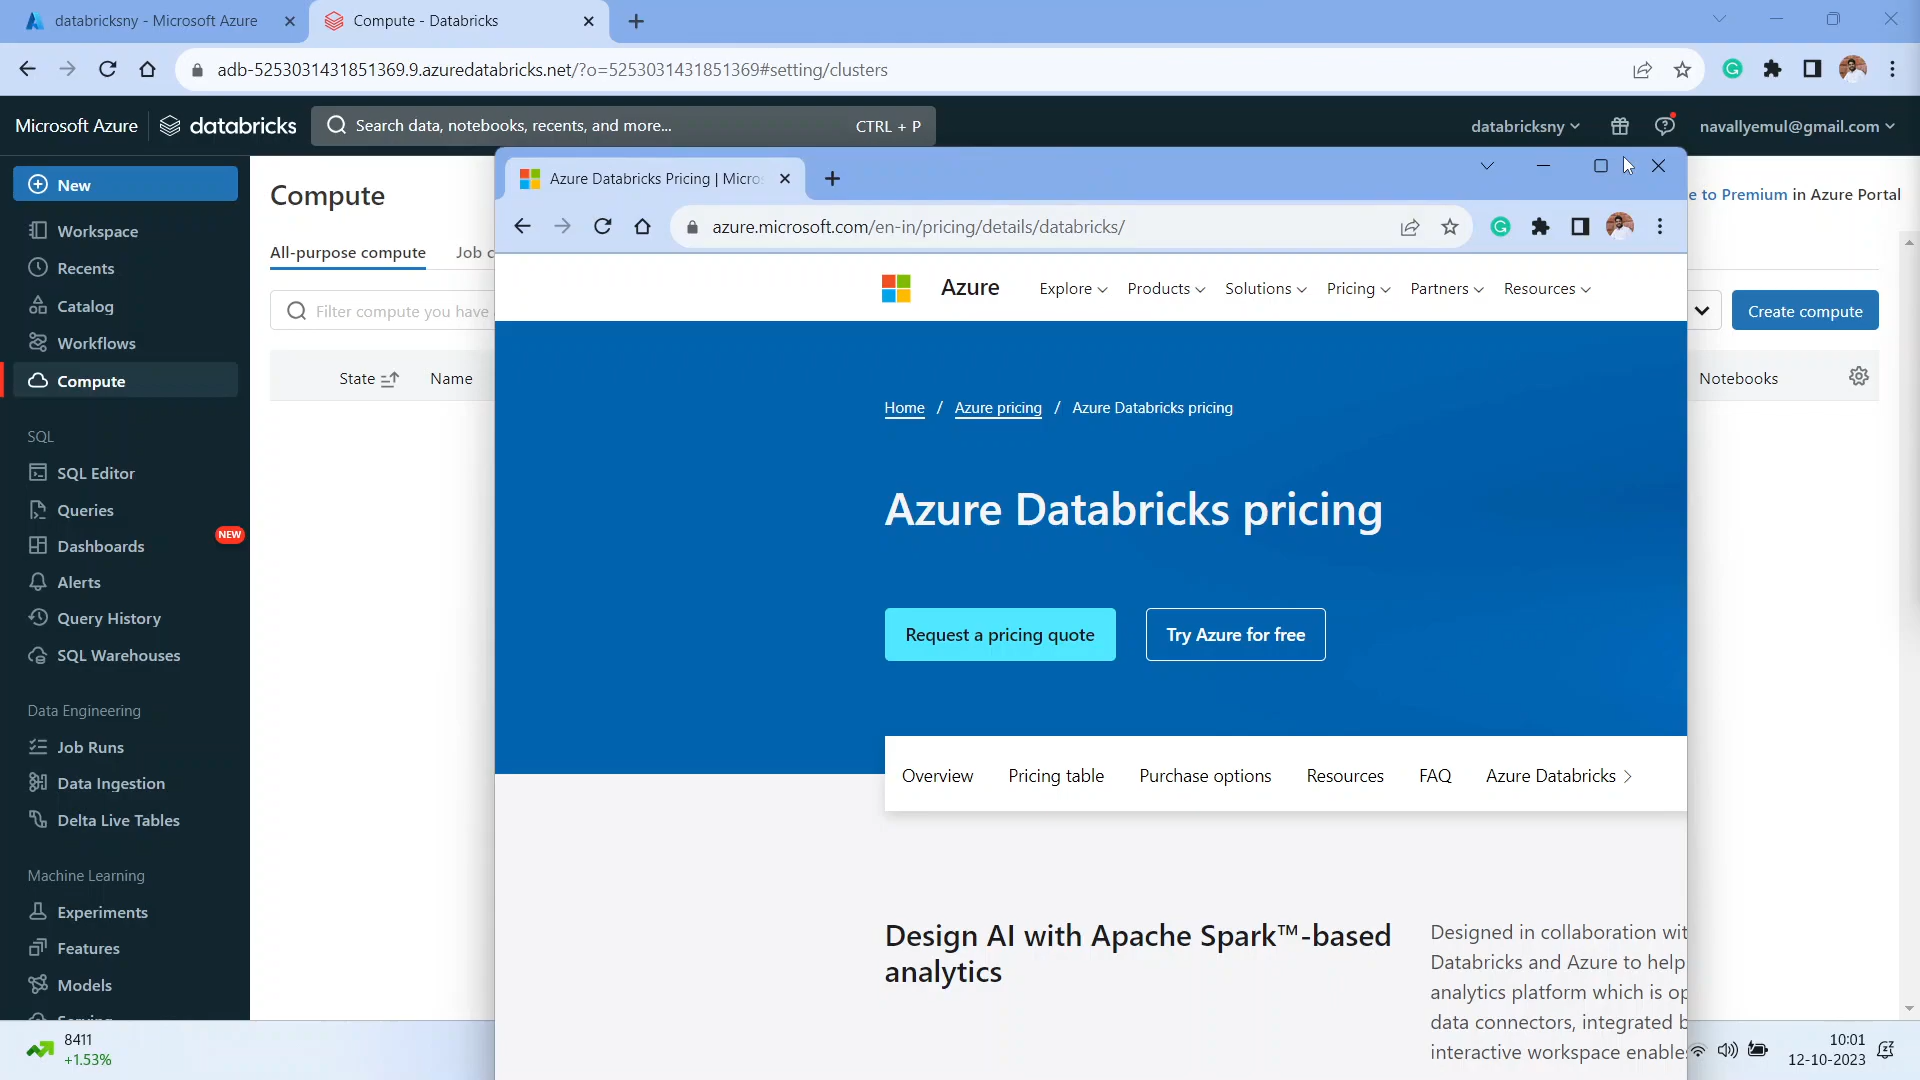 databricksny - Microsoft Azure
Compute - Databricks
adb-5253031431851369.9.azuredatabricks.net/?o=5253031431851369#setting/clusters
Microsoft Azure
databricks
Search data, notebooks, recents, and more...
CTRL + P
databricksny
navallyemul@gmail.com
New
Workspace
Recents
Catalog
Workflows
Compute
SQL
SQL Editor
Queries
Dashboards
NEW
Alerts
Query History
SQL Warehouses
Data Engineering
Job Runs
Data Ingestion
Delta Live Tables
Machine Learning
Experiments
Features
Models
Serving
Compute
e to Premium in Azure Portal
All-purpose compute
Job c
Filter compute you have
Create compute
State
Name
Notebooks
Azure Databricks Pricing | Micro
azure.microsoft.com/en-in/pricing/details/databricks/
Azure
Explore
Products
Solutions
Pricing
Partners
Resources
Home / Azure pricing / Azure Databricks pricing
Azure Databricks pricing
Request a pricing quote
Try Azure for free
Overview
Pricing table
Purchase options
Resources
FAQ
Azure Databricks
Design AI with Apache Spark™-based
analytics
Designed in collaboration wit
Databricks and Azure to help
analytics platform which is op
data connectors, integrated b
interactive workspace enable
8411
+1.53%
10:01
12-10-2023